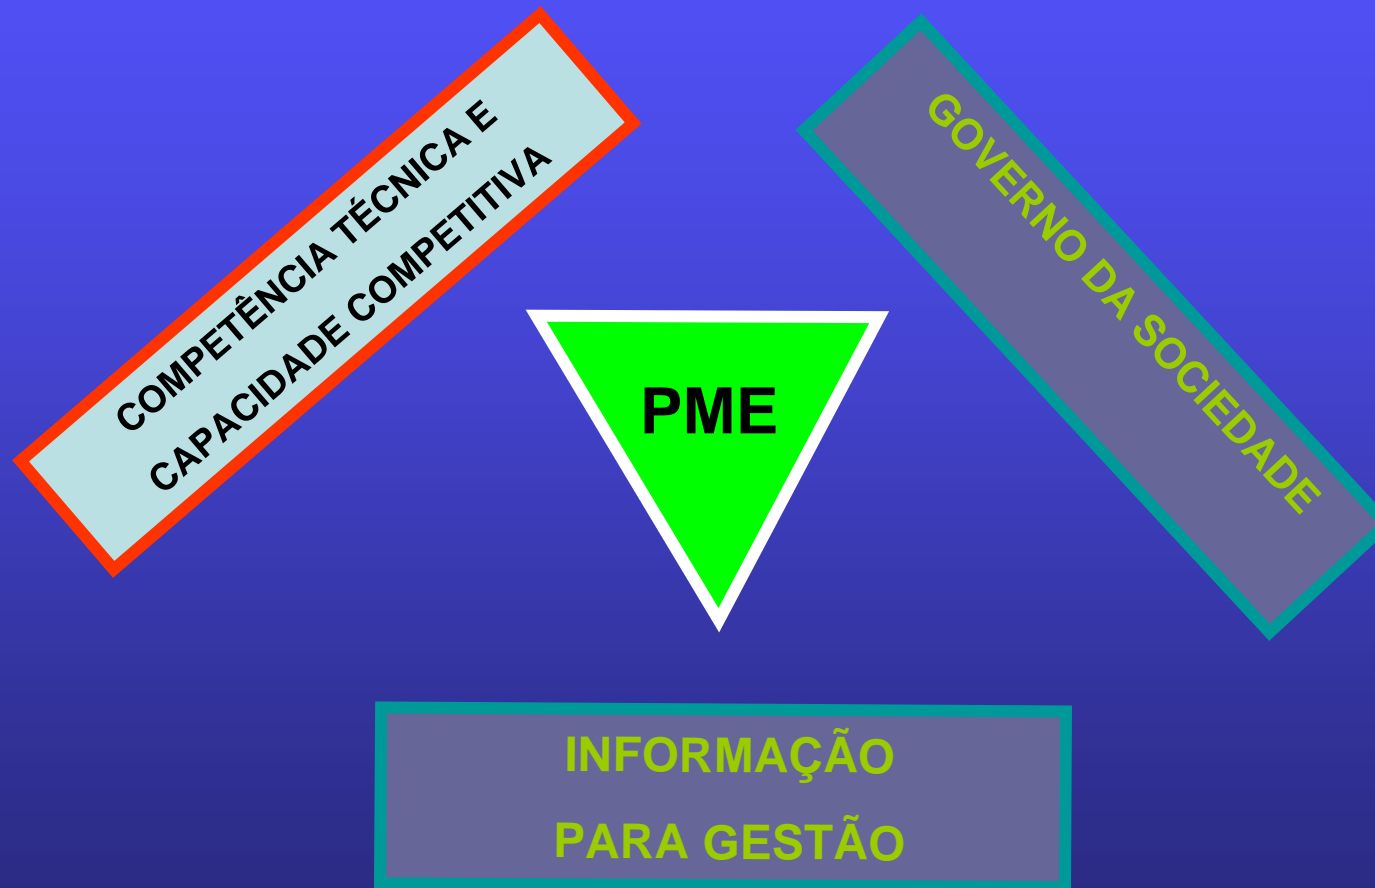 COMPETÊNCIA TÉCNICA E
CAPACIDADE COMPETITIVA
GOVERNO DA SOCIEDADE
PME
INFORMAÇÃO
PARA GESTÃO